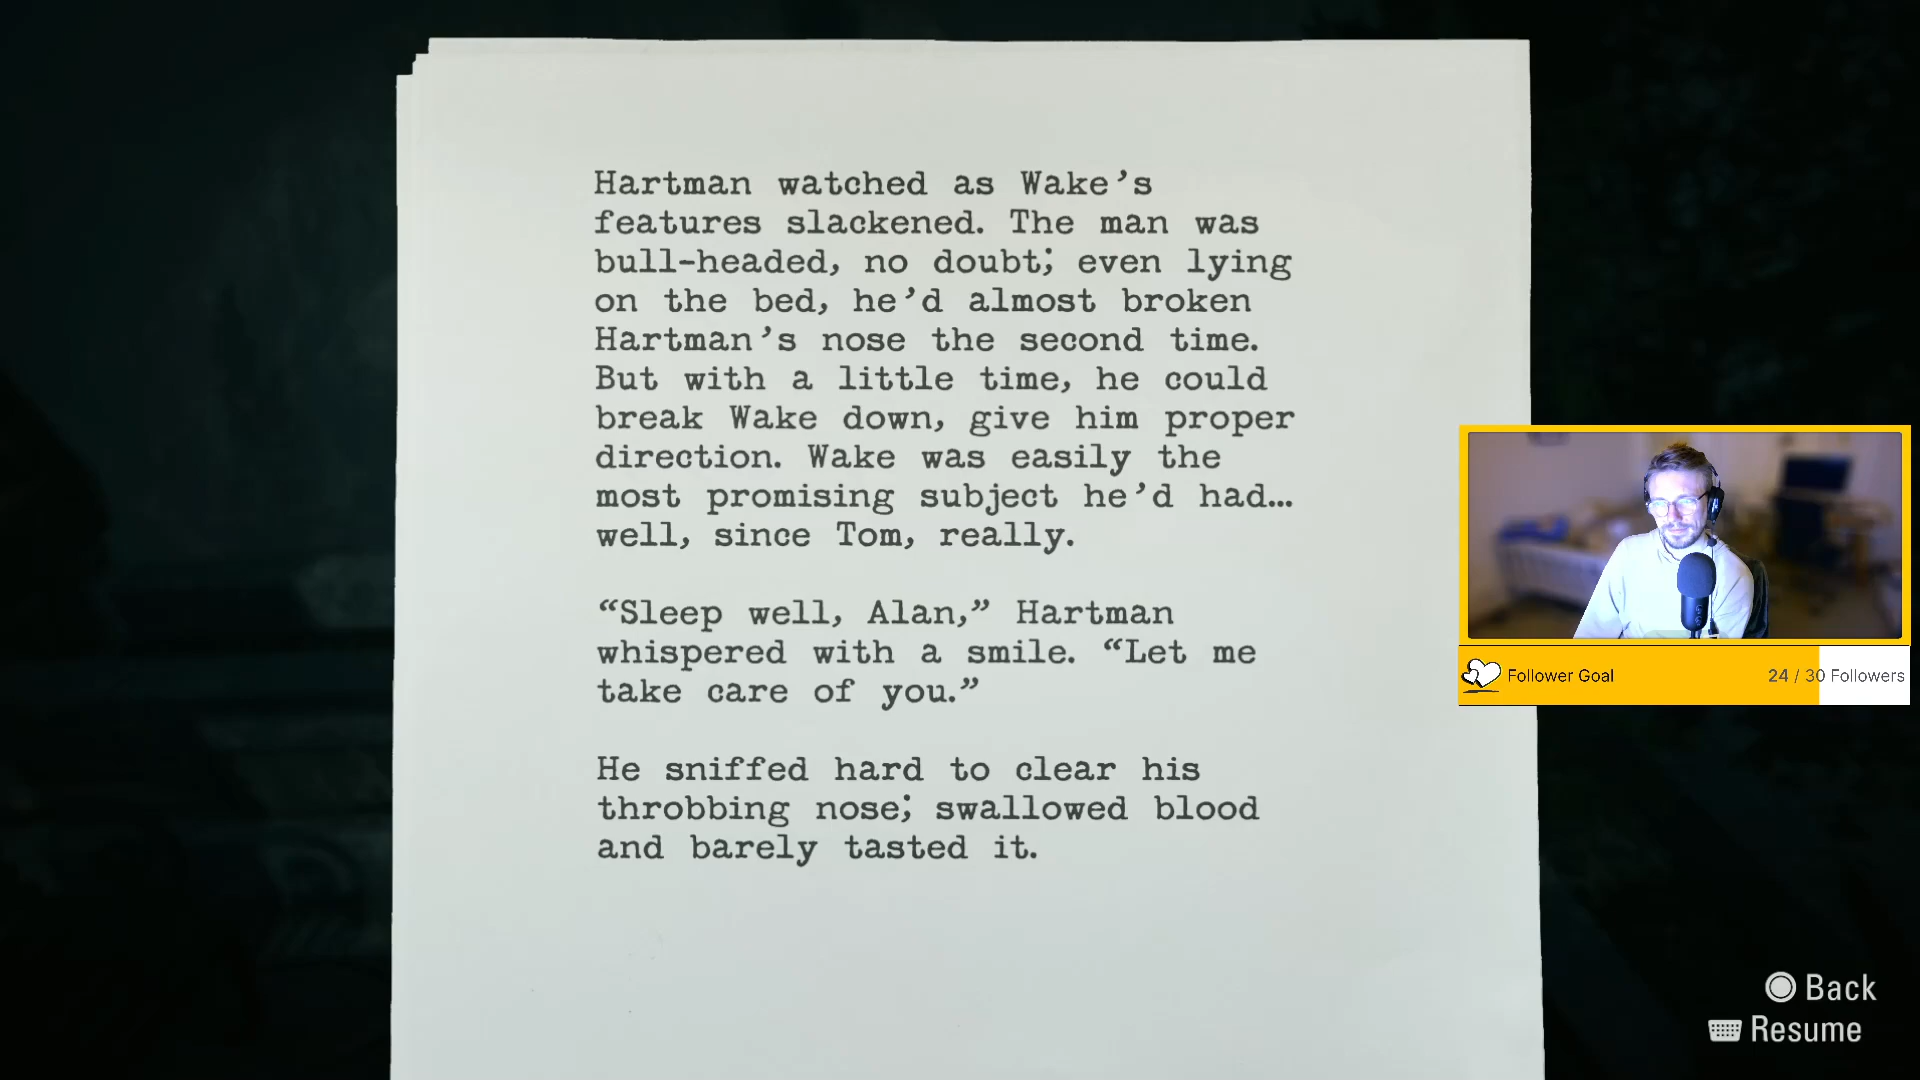 Hartman watched as Wake’s
features slackened. The man was
bull-headed, no doubt; even lying
on the bed, he’d almost broken
Hartman’s nose the second time.
But with a little time, he could
break Wake down, give him proper
direction. Wake was easily the
most promising subject he’d had…
well, since Tom, really.
“Sleep well, Alan,” Hartman
whispered with a smile. “Let me
take care of you.”
He sniffed hard to clear his
throbbing nose; swallowed blood
and barely tasted it.
Follower Goal
24 / 30 Followers
Back
Resume